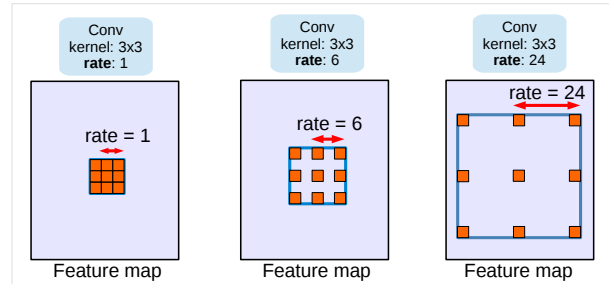 Conv
kernel: 3x3
rate: 1
rate = 1
Feature map
Conv
kernel: 3x3
rate: 6
rate = 6
Feature map
Conv
kernel: 3x3
rate: 24
rate = 24
Feature map